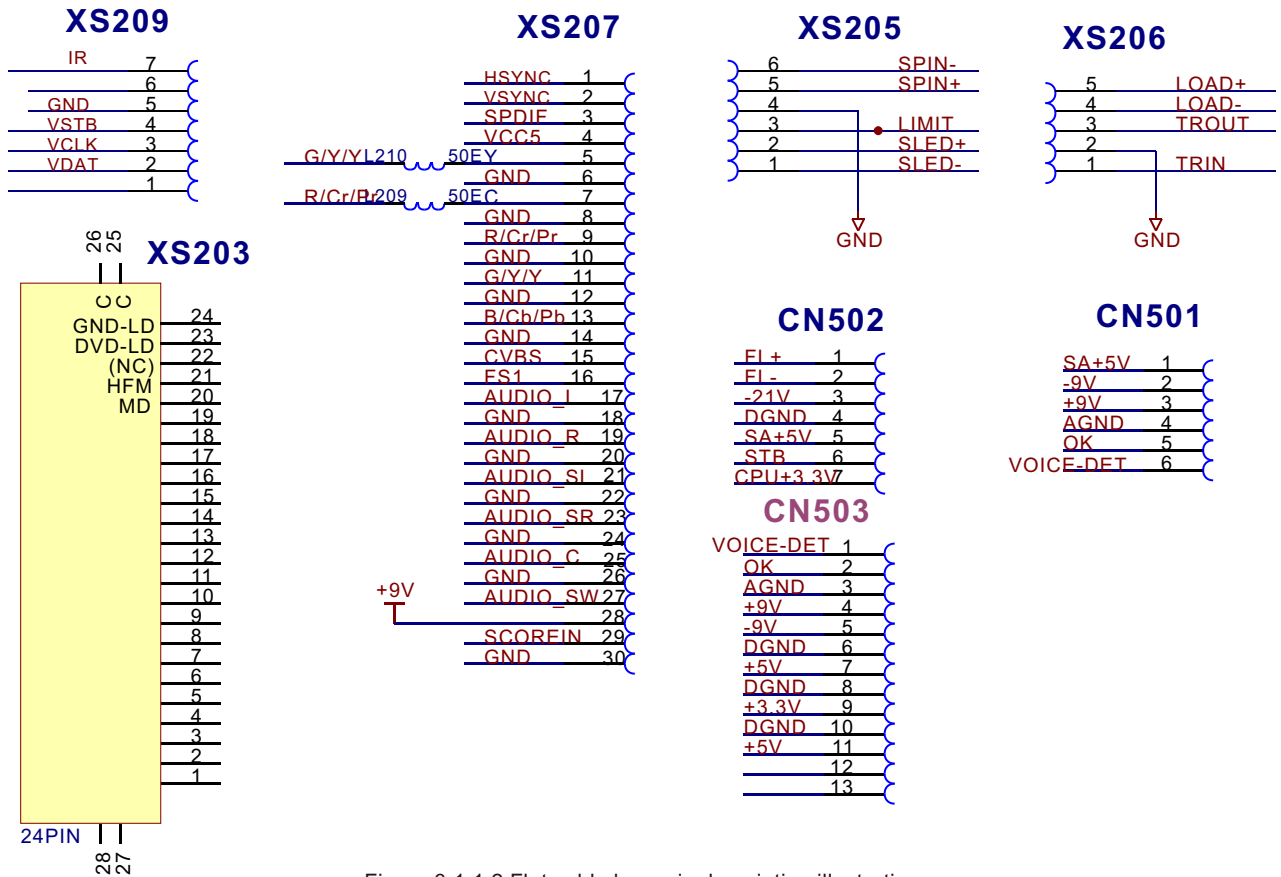 XS209
IR 7
6
GND 5
VSTB 4
VCLK 3
VDAT 2
1
XS207
HSYNC 1
VSYNC 2
SPDIF 3
VCC5 4
G/Y/Y L210 50EY 5
GND 6
R/Cr/Pr L209 50EC 7
GND 8
R/Cr/Pr 9
GND 10
G/Y/Y 11
GND 12
B/Cb/Pb 13
GND 14
CVBS 15
FS1 16
AUDIO_L 17
GND 18
AUDIO_R 19
GND 20
AUDIO_SL 21
GND 22
AUDIO_SR 23
GND 24
AUDIO_C 25
GND 26
AUDIO_SW 27
+9V 28
SCOREIN 29
GND 30
XS205
6 SPIN-
5 SPIN+
4
3 LIMIT
2 SLED+
1 SLED-
GND
XS206
5 LOAD+
4 LOAD-
3 TROUT
2
1 TRIN
GND
XS203
26 25
C C
GND-LD 24
DVD-LD 23
(NC) 22
HFM 21
MD 20
19
18
17
16
15
14
13
12
11
10
9
8
7
6
5
4
3
2
1
24PIN
28 27
CN502
FL+ 1
FL- 2
-21V 3
DGND 4
SA+5V 5
STB 6
CPU+3.3V 7
CN501
SA+5V 1
-9V 2
+9V 3
AGND 4
OK 5
VOICE-DET 6
CN503
VOICE-DET 1
OK 2
AGND 3
+9V 4
-9V 5
DGND 6
+5V 7
DGND 8
+3.3V 9
DGND 10
+5V 11
12
13